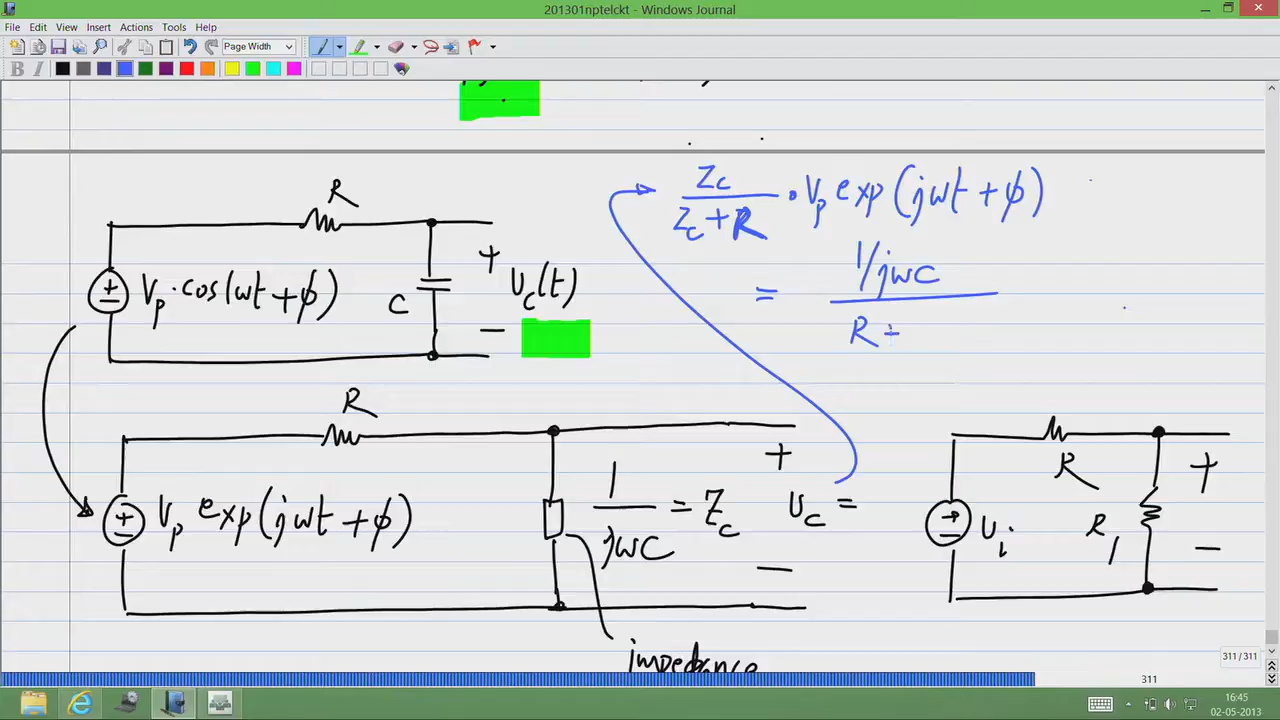 201301nptelckt - Windows Journal
File Edit View Insert Actions Tools Help
Page Width
B I
R
Vp · cos(ωt + ϕ)
C
+
Vc(t)
−
Zc / (Zc + R) · Vp exp(jωt + ϕ)
= 1/jωC / R +
R
Vp exp(jωt + ϕ)
1/jωC = Zc
+
Vc =
−
impedance
R
Vi
R1
+
−
311 / 311
311
16:45
02-05-2013